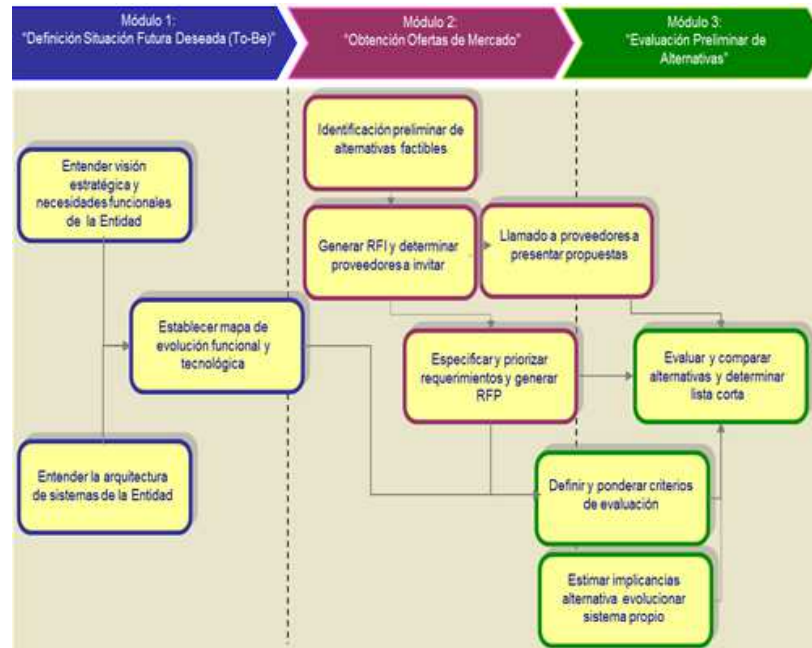 Módulo 1:
"Definición Situación Futura Deseada (To-Be)"
Módulo 2:
"Obtención Ofertas de Mercado"
Módulo 3:
"Evaluación Preliminar de
Alternativas"
Identificación preliminar de
alternativas factibles
Entender visión
estratégica y
necesidades funcionales
de la Entidad
Generar RFI y determinar
proveedores a invitar
Llamado a proveedores a
presentar propuestas
Establecer mapa de
evolución funcional y
tecnológica
Especificar y priorizar
requerimientos y generar
RFP
Evaluar y comparar
alternativas y determinar
lista corta
Entender la arquitectura
de sistemas de la Entidad
Definir y ponderar criterios
de evaluación
Estimar implicancias
alternativa evolucionar
sistema propio